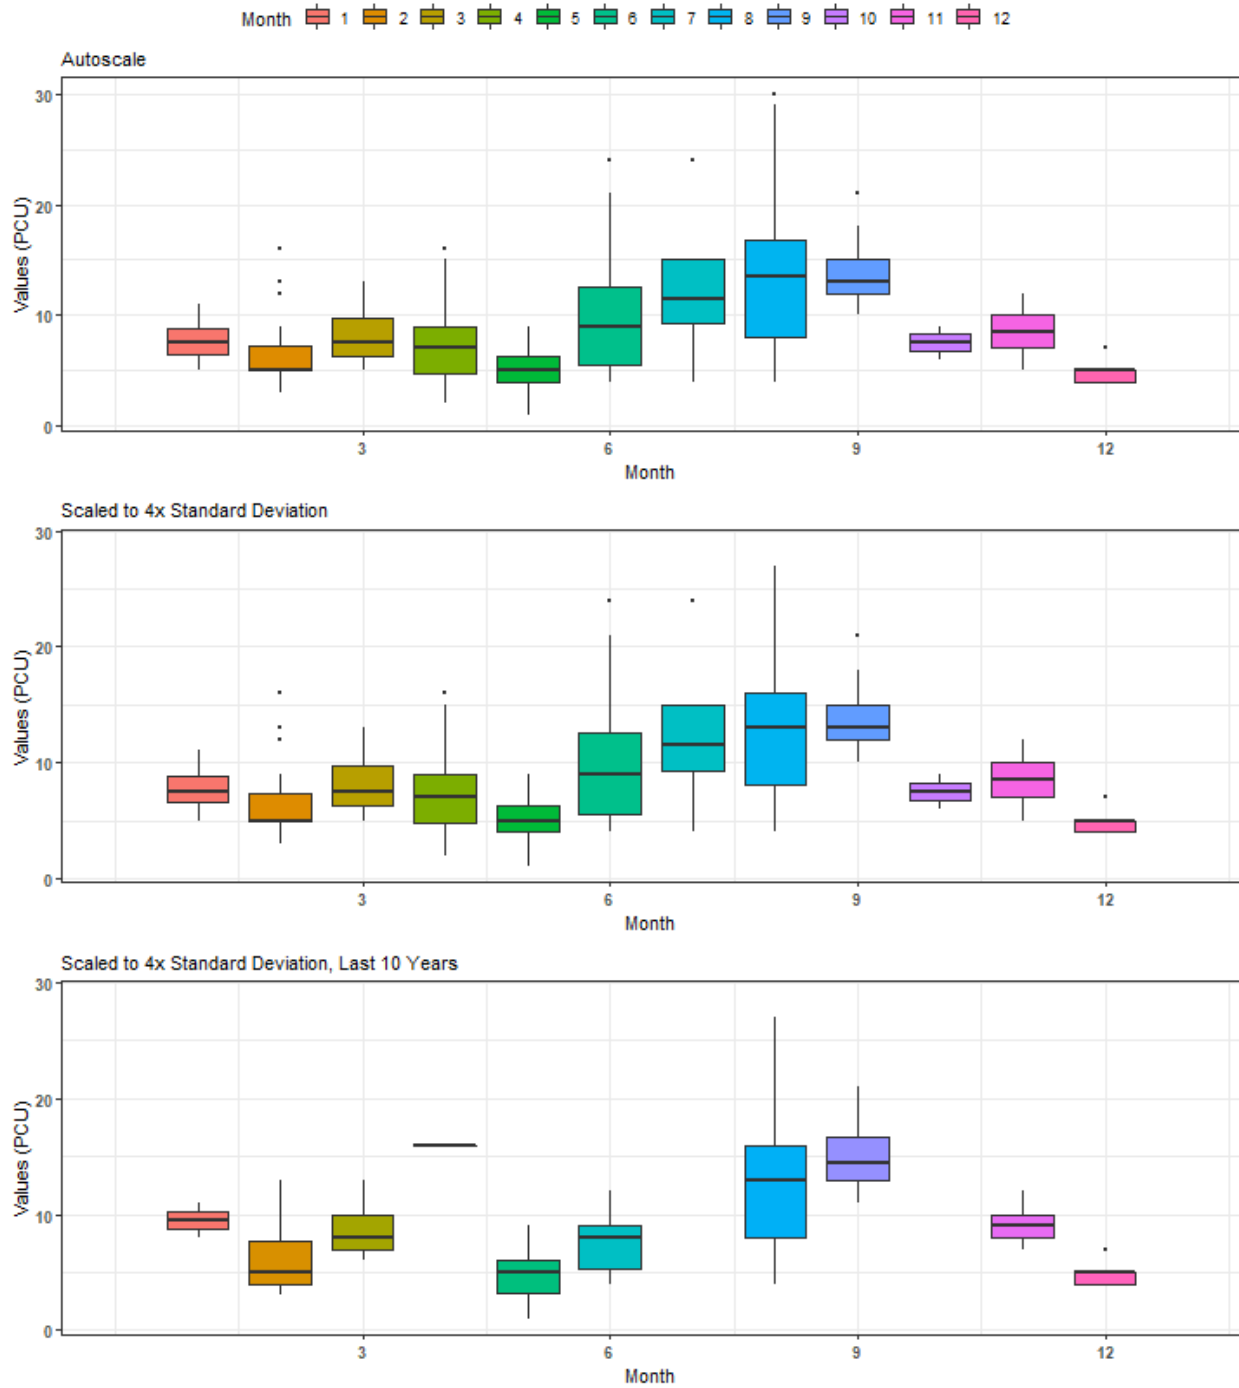 Month 1 2 3 4 5 6 7 8 9 10 11 12
Autoscale
30
20
10
0
Values (PCU)
3 6 9 12
Month
Scaled to 4x Standard Deviation
30
20
10
0
Values (PCU)
3 6 9 12
Month
Scaled to 4x Standard Deviation, Last 10 Years
30
20
10
0
Values (PCU)
3 6 9 12
Month